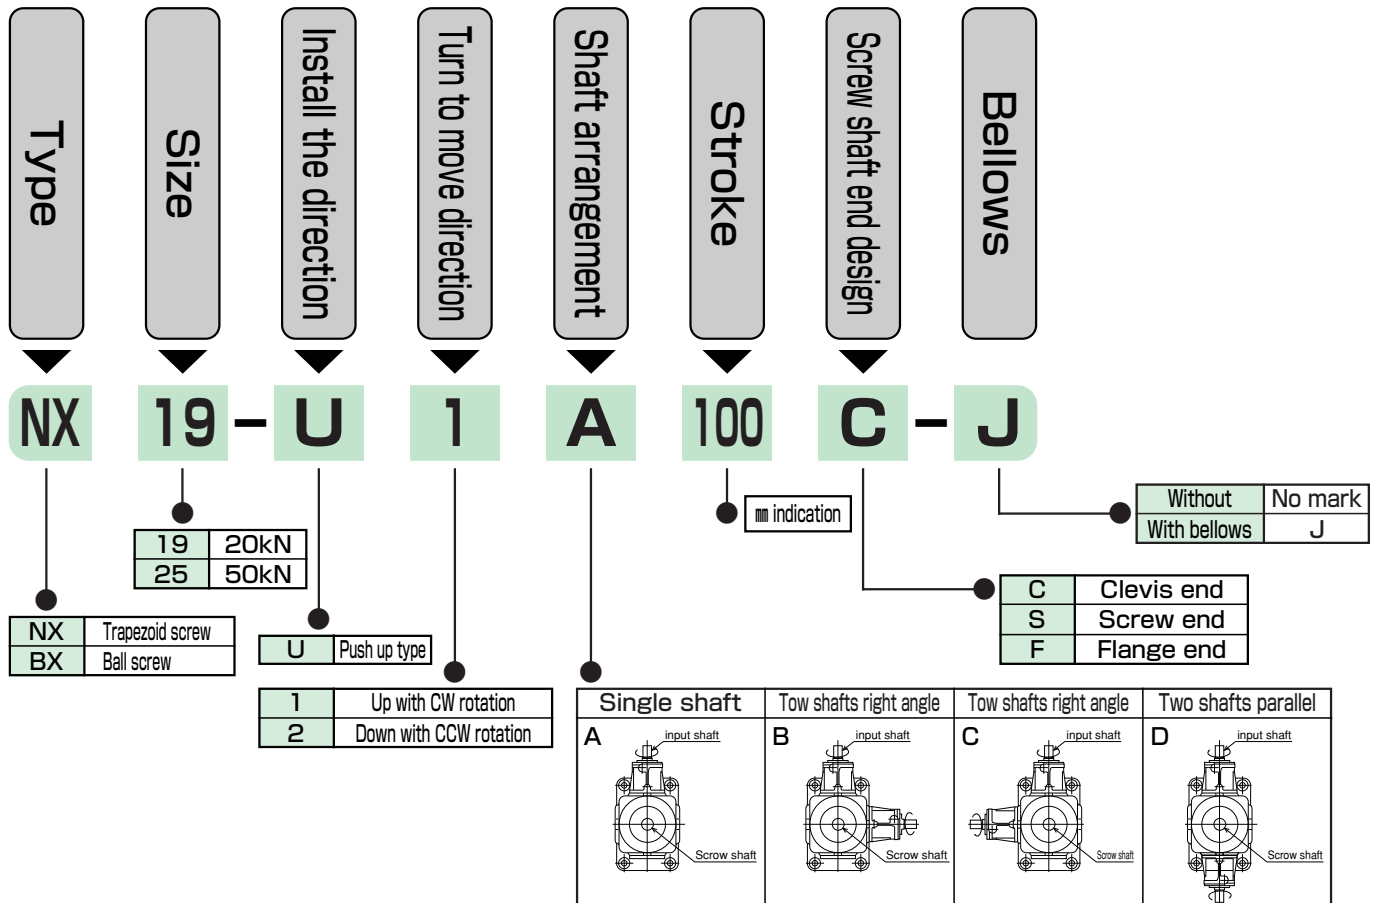 Type
Size
Install the direction
Turn to move direction
Shaft arrangement
Stroke
Screw shaft end design
Bellows
NX 19 - U 1 A 100 C - J
㎜ indication
Without No mark
With bellows J
19 20kN
25 50kN
C Clevis end
S Screw end
F Flange end
NX Trapezoid screw
BX Ball screw
U Push up type
1 Up with CW rotation
2 Down with CCW rotation
Single shaft
A
input shaft
Scrow shaft
Tow shafts right angle
B
input shaft
Scrow shaft
Tow shafts right angle
C
input shaft
Scrow shaft
Two shafts parallel
D
input shaft
Scrow shaft